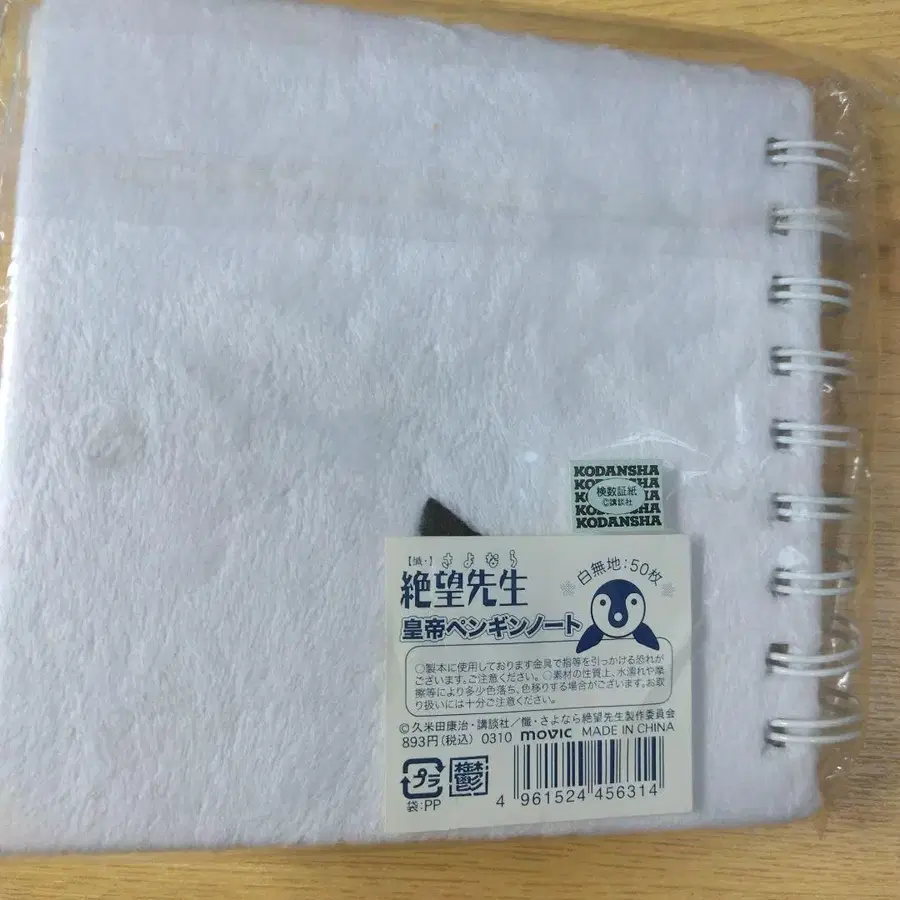 KODANSHA
KODANSHA
検数証紙
©講談社
KODANSHA
KODANSHA
【懺・】さよなら
絶望先生
白無地:50枚
皇帝ペンギンノート
○製本に使用しております金具で指等を引っかける恐れが
ございます。ご注意ください。○素材の性質上、水濡れや摩
擦等により多少色落ち、色移りする場合がございます。お取
り扱いには十分ご注意ください。
©久米田康治・講談社/懺・さよなら絶望先生製作委員会
893円(税込) 0310 movic MADE IN CHINA
プラ
鬱
袋:PP
4 961524 456314